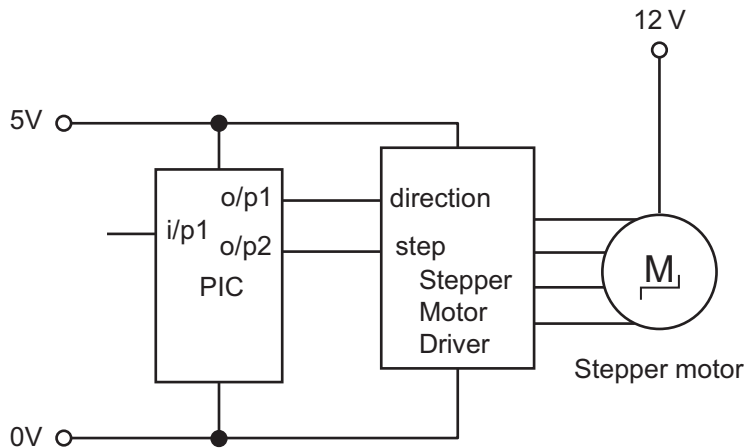 12 V
5V
o/p1
direction
i/p1
o/p2
step
PIC
Stepper
Motor
Driver
M
Stepper motor
0V